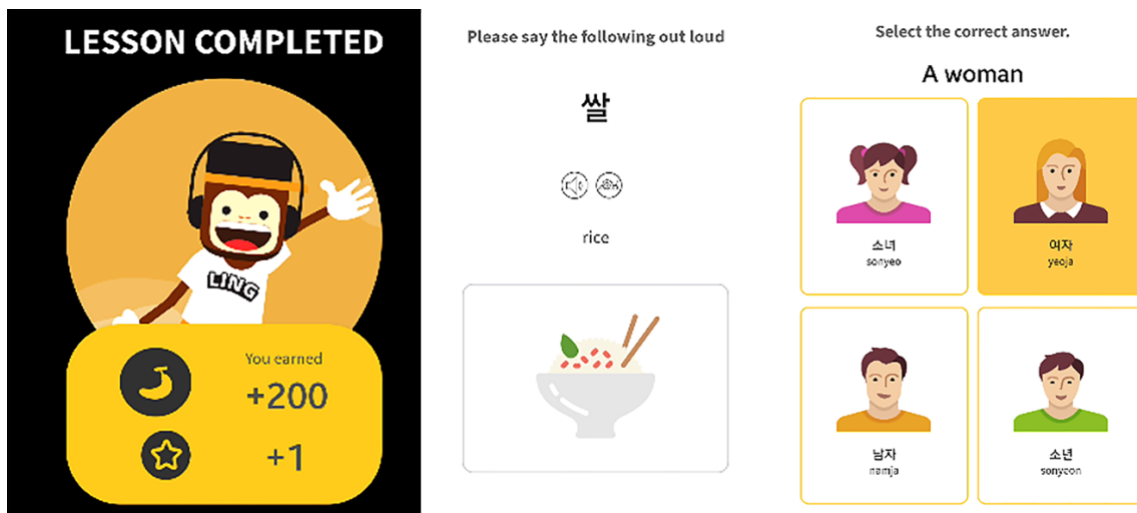 LESSON COMPLETED
LING
You earned
+200
+1
Please say the following out loud
쌀
rice
Select the correct answer.
A woman
소녀
sonyeo
여자
yeoja
남자
namja
소년
sonyeon